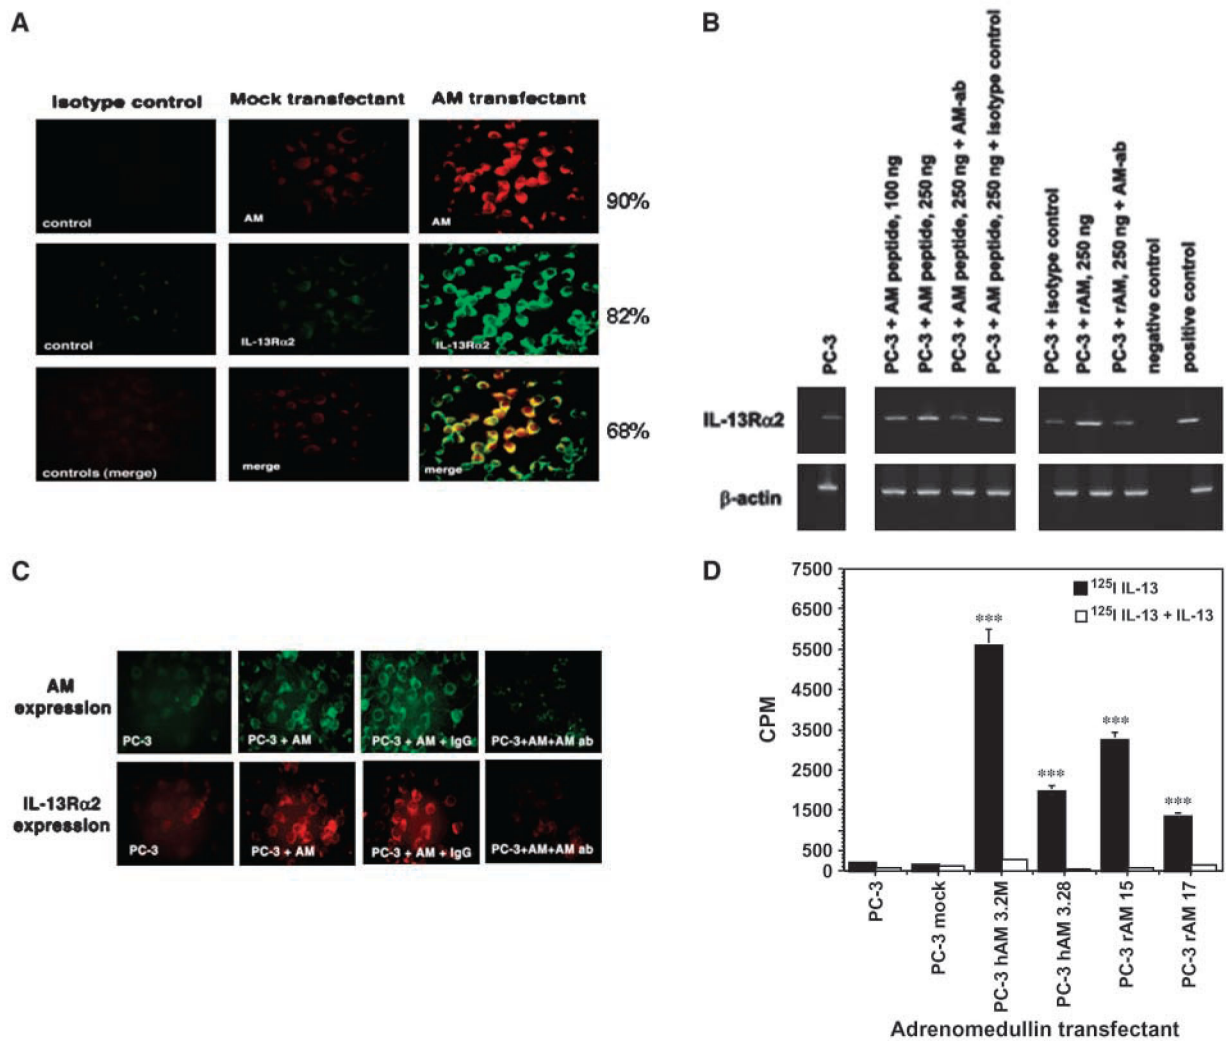 A
Isotype control
Mock transfectant
AM transfectant
control
AM
AM
90%
control
IL-13Rα2
IL-13Rα2
82%
controls (merge)
merge
merge
68%
B
PC-3
PC-3 + AM peptide, 100 ng
PC-3 + AM peptide, 250 ng
PC-3 + AM peptide, 250 ng + AM-ab
PC-3 + AM peptide, 250 ng + isotype control
PC-3 + isotype control
PC-3 + rAM, 250 ng
PC-3 + rAM, 250 ng + AM-ab
negative control
positive control
IL-13Rα2
β-actin
C
AM
expression
PC-3
PC-3 + AM
PC-3 + AM + IgG
PC-3+AM+AM ab
IL-13Rα2
expression
PC-3
PC-3 + AM
PC-3 + AM + IgG
PC-3+AM+AM ab
D
7500
6500
5500
4500
3500
2500
1500
500
0
CPM
125I IL-13
125I IL-13 + IL-13
***
***
***
***
PC-3
PC-3 mock
PC-3 hAM 3.2M
PC-3 hAM 3.28
PC-3 rAM 15
PC-3 rAM 17
Adrenomedullin transfectant